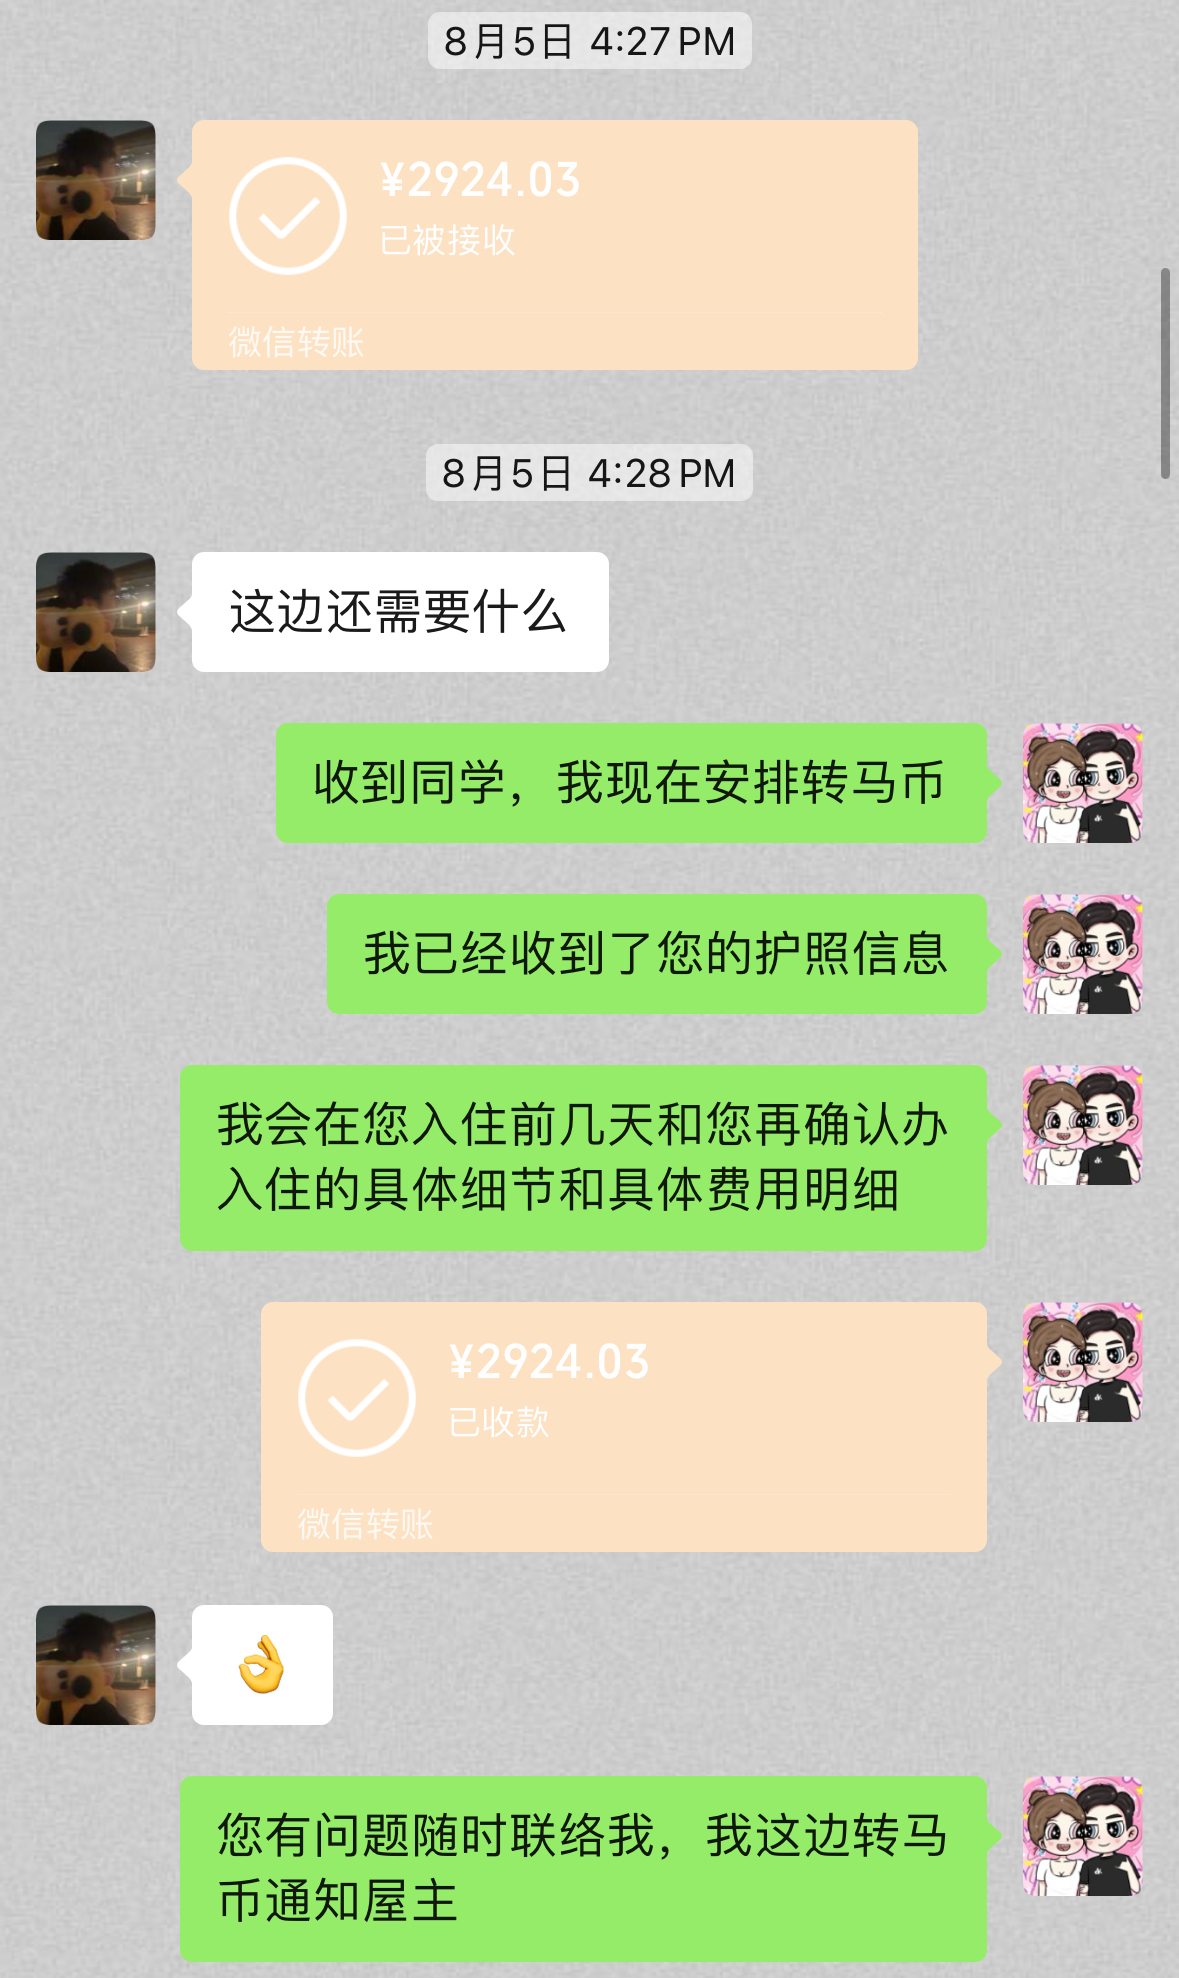 8月5日 4:27 PM
¥2924.03
已被接收
微信转账
8月5日 4:28 PM
这边还需要什么
收到同学，我现在安排转马币
我已经收到了您的护照信息
我会在您入住前几天和您再确认办
入住的具体细节和具体费用明细
¥2924.03
已收款
微信转账
👌
您有问题随时联络我，我这边转马
币通知屋主